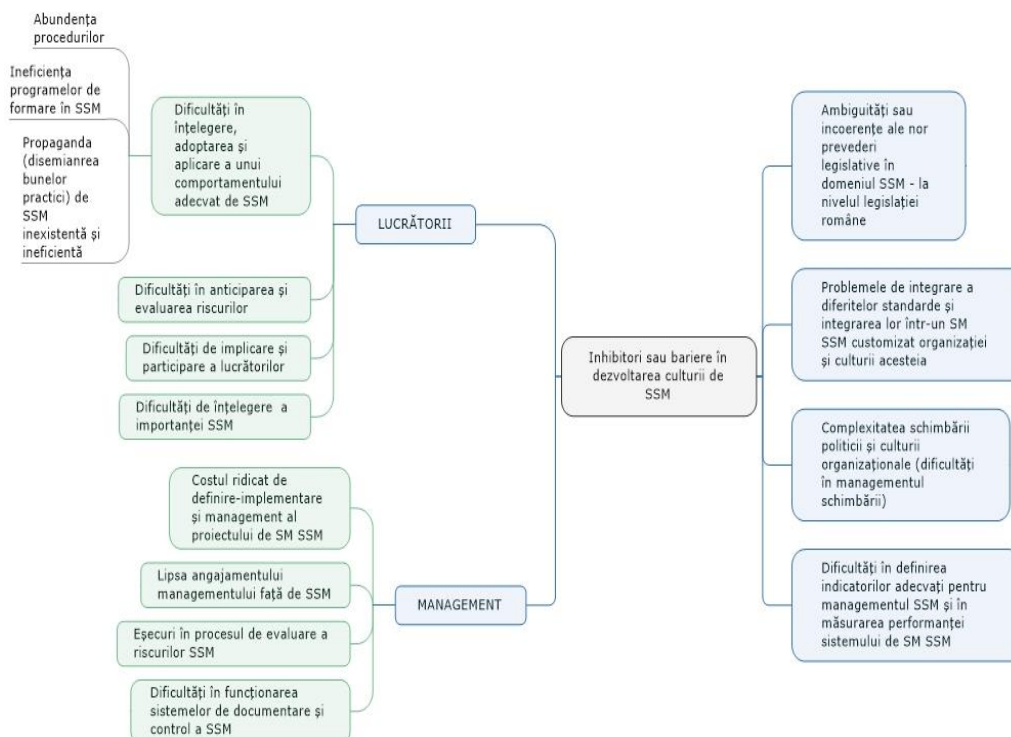 Abundența
procedurilor
Ineficiența
programelor de
formare în SSM
Propaganda
(disemianrea
bunelor
practici) de
SSM
inexistentă și
ineficientă
Dificultăți în
înțelegere,
adoptarea și
aplicare a unui
comportamentului
adecvat de SSM
LUCRĂTORII
Dificultăți în anticiparea și
evaluarea riscurilor
Dificultăți de implicare și
participare a lucrătorilor
Dificultăți de înțelegere a
importanței SSM
Costul ridicat de
definire-implementare
și management al
proiectului de SM SSM
Lipsa angajamentului
managementului față de SSM
Eșecuri în procesul de evaluare a
riscurilor SSM
Dificultăți în funcționarea
sistemelor de documentare și
control a SSM
MANAGEMENT
Inhibitori sau bariere în
dezvoltarea culturii de
SSM
Ambiguități sau
incoerențe ale nor
prevederi
legislative în
domeniul SSM - la
nivelul legislației
române
Problemele de integrare a
diferitelor standarde și
integrarea lor într-un SM
SSM customizat organizației
și culturii acesteia
Complexitatea schimbării
politicii și culturii
organizaționale (dificultăți
în managementul
schimbării)
Dificultăți în definirea
indicatorilor adecvați pentru
managementul SSM și în
măsurarea performanței
sistemului de SM SSM